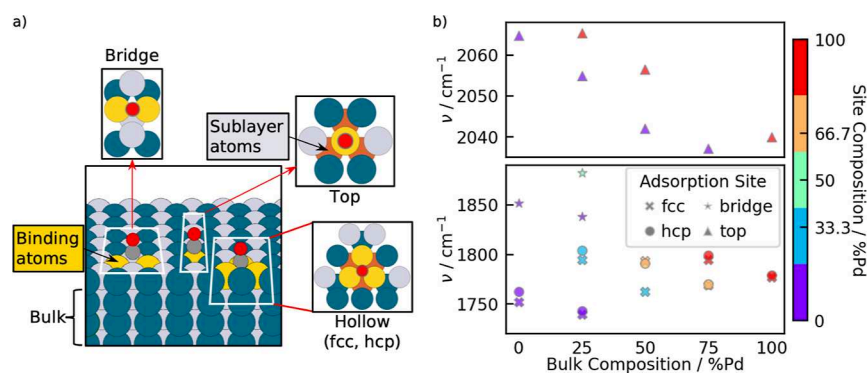 a)
Bridge
Sublayer
atoms
Top
Binding
atoms
Bulk
Hollow
(fcc, hcp)
b)
ν / cm⁻¹
2060
2050
2040
ν / cm⁻¹
1850
1800
1750
Adsorption Site
fcc
bridge
hcp
top
0
25
50
75
100
Bulk Composition / %Pd
100
66.7
50
33.3
0
Site Composition / %Pd